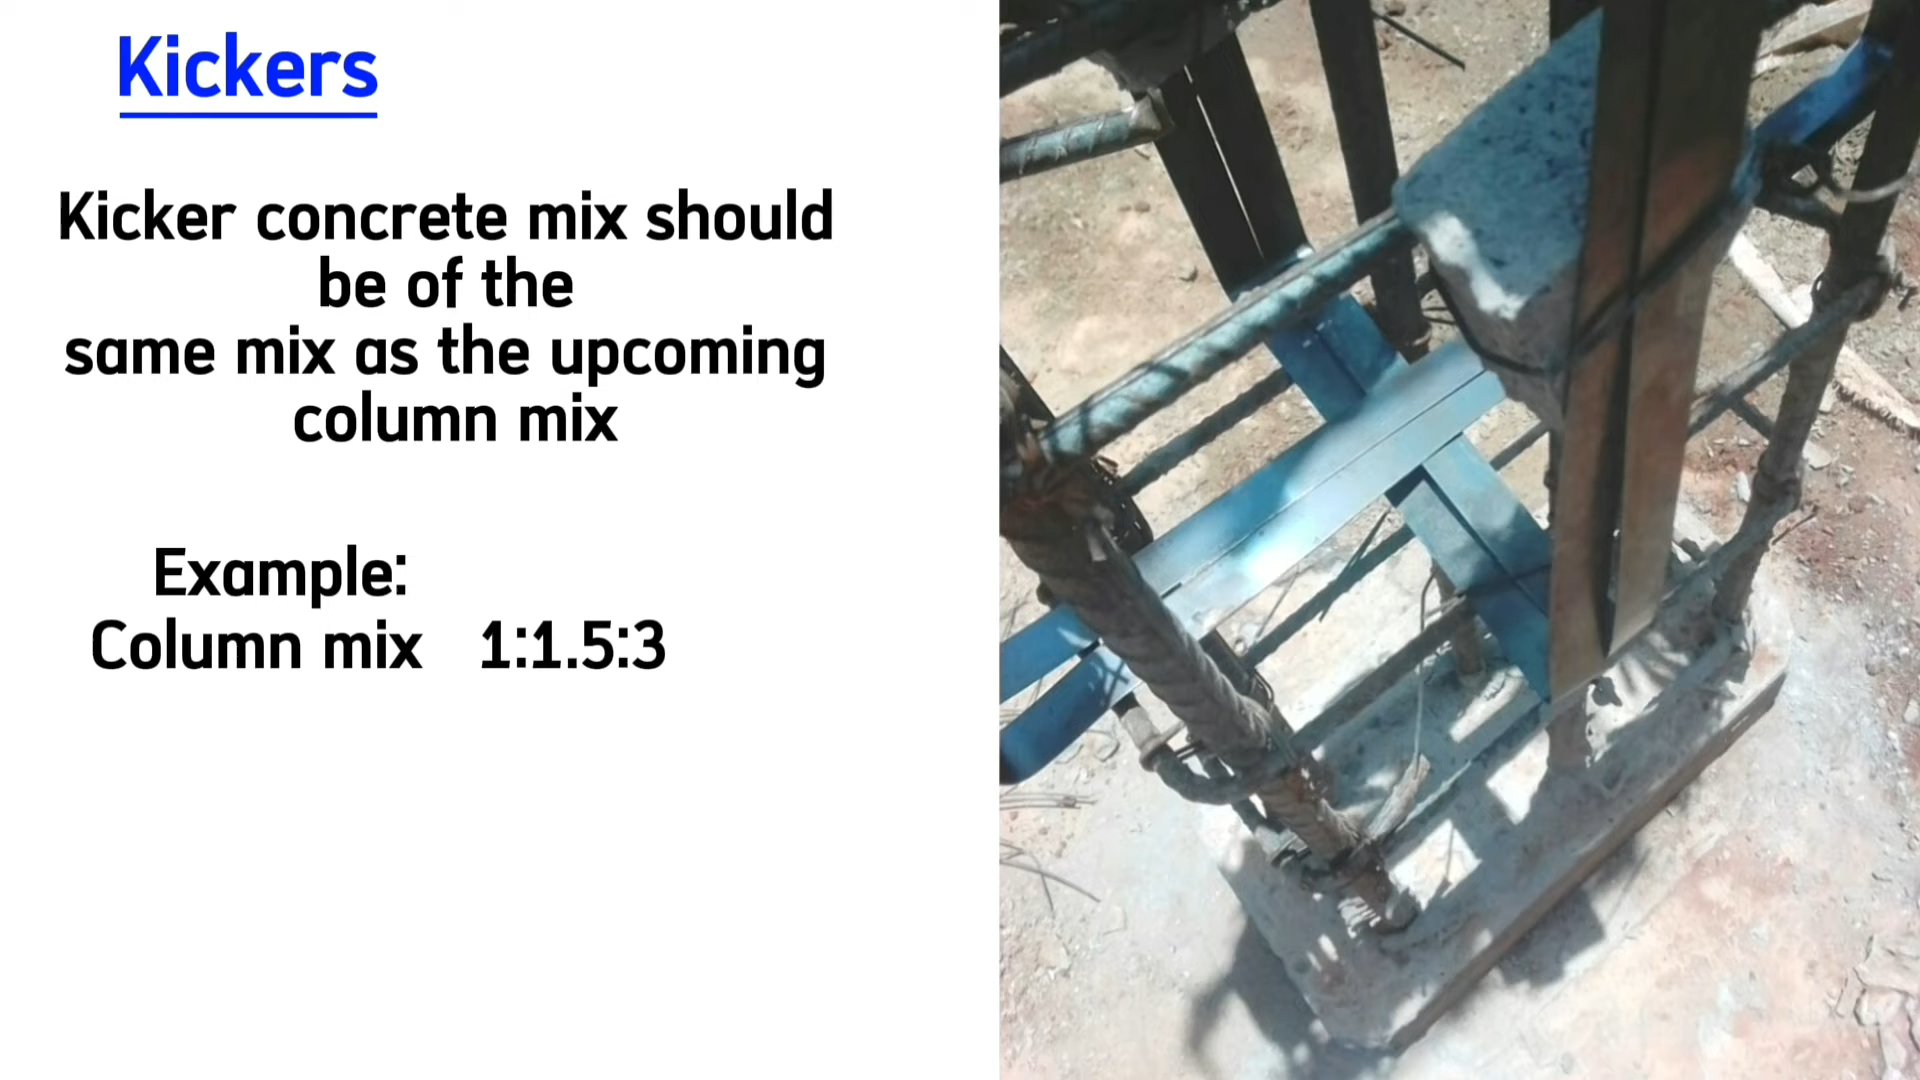 Kickers
Kicker concrete mix should
be of the
same mix as the upcoming
column mix
Example:
Column mix 1:1.5:3